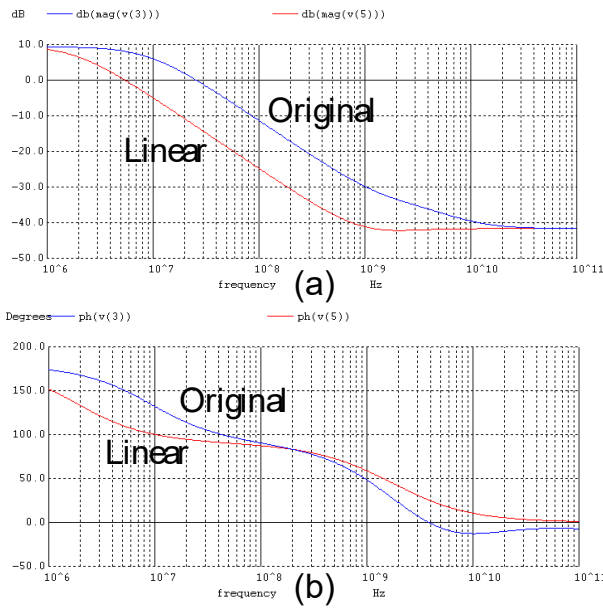 dB db(mag(v(3))) db(mag(v(5)))
10.0
0.0
-10.0
Original
-20.0
Linear
-30.0
-40.0
-50.0
10^6 10^7 10^8 10^9 10^10 10^11
frequency (a) Hz
Degrees ph(v(3)) ph(v(5))
200.0
150.0
Original
100.0
Linear
50.0
0.0
-50.0
10^6 10^7 10^8 10^9 10^10 10^11
frequency (b) Hz